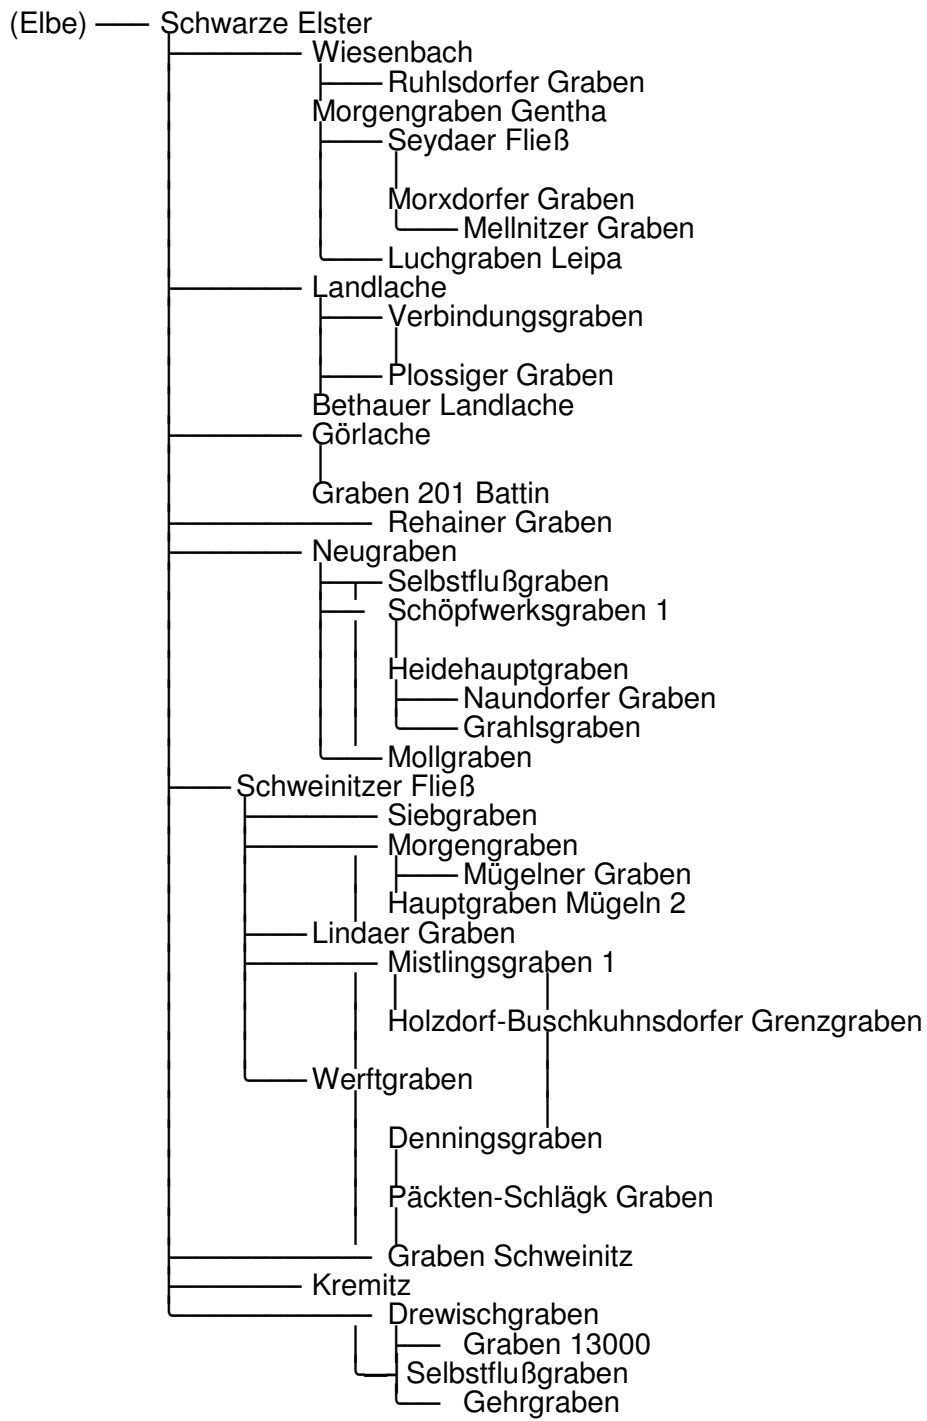 (Elbe) Schwarze Elster
Wiesenbach
Ruhlsdorfer Graben
Morgengraben Gentha
Seydaer Fließ
Morxdorfer Graben
Mellnitzer Graben
Luchgraben Leipa
Landlache
Verbindungsgraben
Plossiger Graben
Bethauer Landlache
Görlache
Graben 201 Battin
Rehainer Graben
Neugraben
Selbstflußgraben
Schöpfwerksgraben 1
Heidehauptgraben
Naundorfer Graben
Grahlsgraben
Mollgraben
Schweinitzer Fließ
Siebgraben
Morgengraben
Mügelner Graben
Hauptgraben Mügeln 2
Lindaer Graben
Mistlingsgraben 1
Holzdorf-Buschkuhnsdorfer Grenzgraben
Werftgraben
Denningsgraben
Päckten-Schlägk Graben
Graben Schweinitz
Kremitz
Drewischgraben
Graben 13000
Selbstflußgraben
Gehrgraben